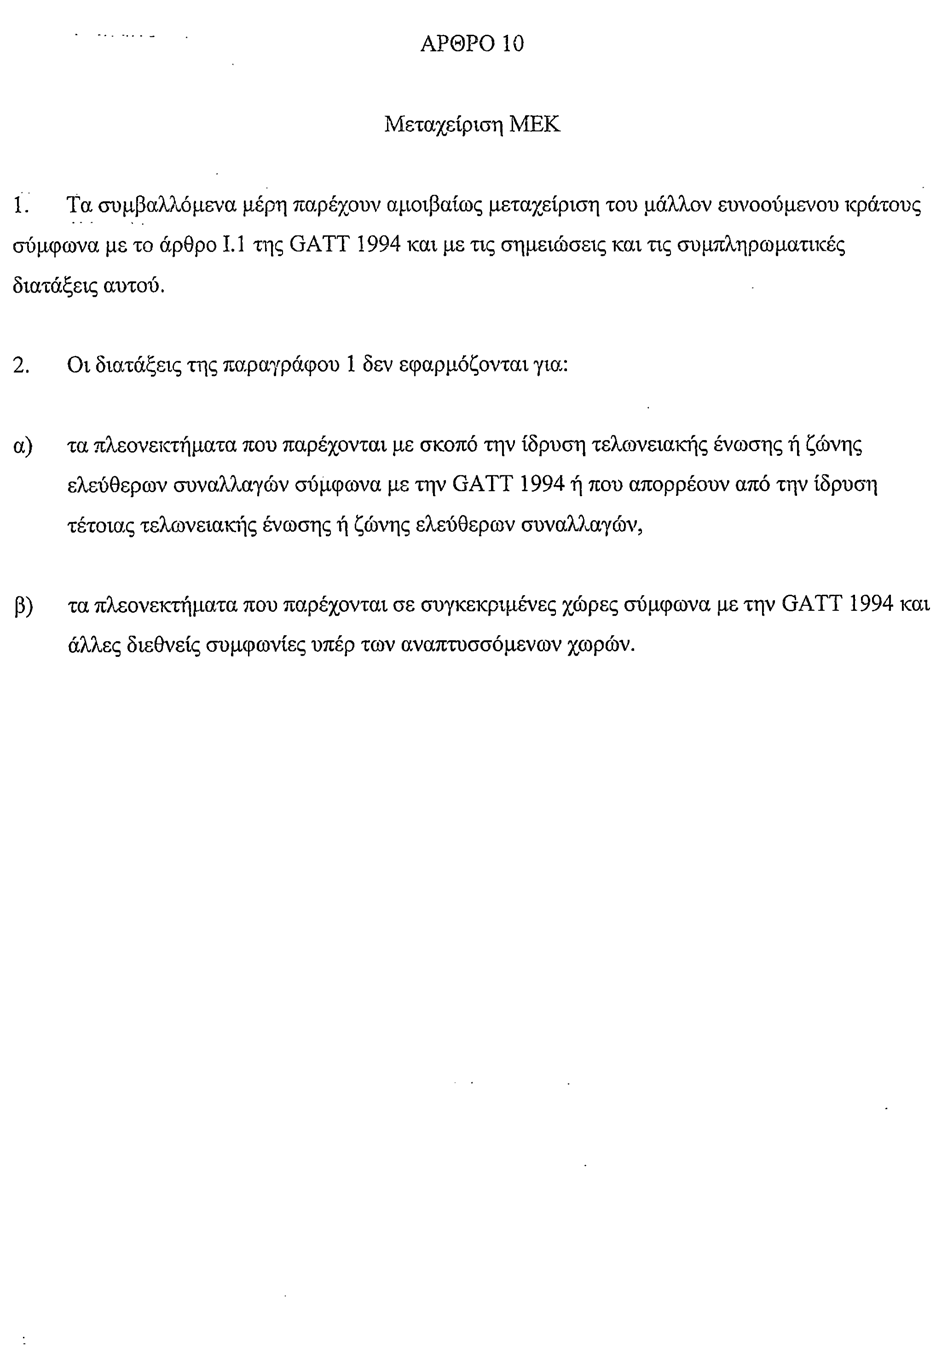 ΑΡΘΡΟ 10
Μεταχείριση ΜΕΚ
1. Τα συμβαλλόμενα μέρη παρέχουν αμοιβαίως μεταχείριση του μάλλον ευνοούμενου κράτους
σύμφωνα με το άρθρο I.1 της GATT 1994 και με τις σημειώσεις και τις συμπληρωματικές
διατάξεις αυτού.
2. Οι διατάξεις της παραγράφου 1 δεν εφαρμόζονται για:
α) τα πλεονεκτήματα που παρέχονται με σκοπό την ίδρυση τελωνειακής ένωσης ή ζώνης
ελεύθερων συναλλαγών σύμφωνα με την GATT 1994 ή που απορρέουν από την ίδρυση
τέτοιας τελωνειακής ένωσης ή ζώνης ελεύθερων συναλλαγών,
β) τα πλεονεκτήματα που παρέχονται σε συγκεκριμένες χώρες σύμφωνα με την GATT 1994 και
άλλες διεθνείς συμφωνίες υπέρ των αναπτυσσόμενων χωρών.